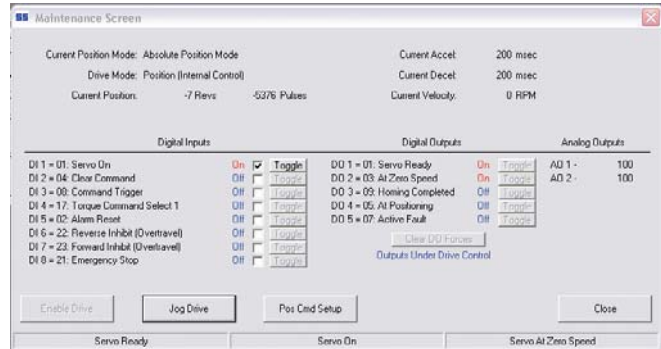 SS Maintenance Screen
Current Position Mode: Absolute Position Mode Current Accel: 200 msec
Drive Mode: Position (Internal Control) Current Decel: 200 msec
Current Position: -7 Revs -5376 Pulses Current Velocity: 0 RPM
Digital Inputs Digital Outputs Analog Outputs
DI 1 = 01: Servo On On Toggle DO 1 = 01: Servo Ready On Toggle AO 1 - 100
DI 2 = 04: Clear Command Off Toggle DO 2 = 03: At Zero Speed On Toggle AO 2 - 100
DI 3 = 08: Command Trigger Off Toggle DO 3 = 09: Homing Completed Off Toggle
DI 4 = 17: Torque Command Select 1 Off Toggle DO 4 = 05: At Positioning Off Toggle
DI 5 = 02: Alarm Reset Off Toggle DO 5 = 07: Active Fault Off Toggle
DI 6 = 22: Reverse Inhibit (Overtravel) Off Toggle Clear DO Forces
DI 7 = 23: Forward Inhibit (Overtravel) Off Toggle Outputs Under Drive Control
DI 8 = 21: Emergency Stop Off Toggle
Enable Drive Jog Drive Pos Cmd Setup Close
Servo Ready Servo On Servo At Zero Speed